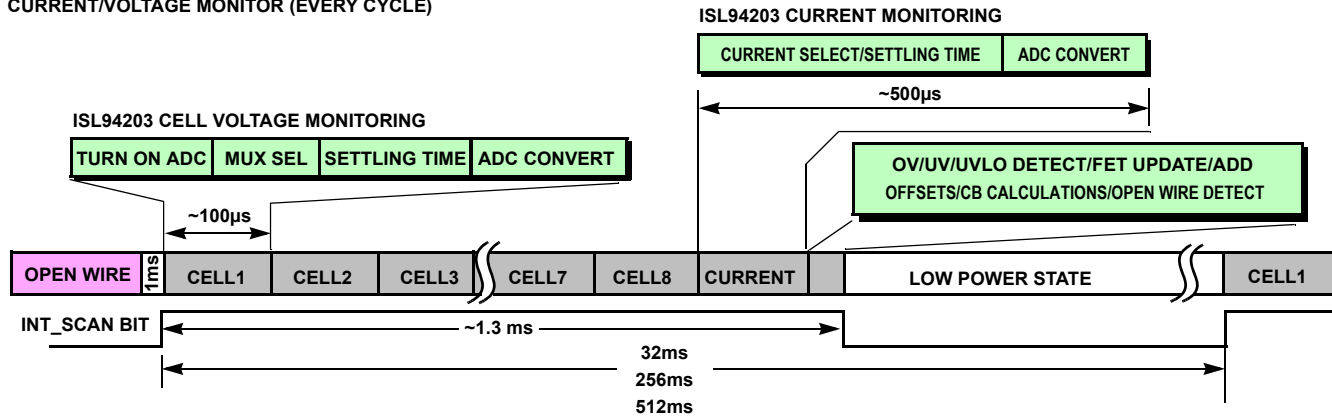 CURRENT/VOLTAGE MONITOR (EVERY CYCLE)
ISL94203 CURRENT MONITORING
CURRENT SELECT/SETTLING TIME ADC CONVERT
~500µs
ISL94203 CELL VOLTAGE MONITORING
TURN ON ADC MUX SEL SETTLING TIME ADC CONVERT
OV/UV/UVLO DETECT/FET UPDATE/ADD
OFFSETS/CB CALCULATIONS/OPEN WIRE DETECT
~100µs
OPEN WIRE 1ms CELL1 CELL2 CELL3 CELL7 CELL8 CURRENT LOW POWER STATE CELL1
INT_SCAN BIT
~1.3 ms
32ms
256ms
512ms